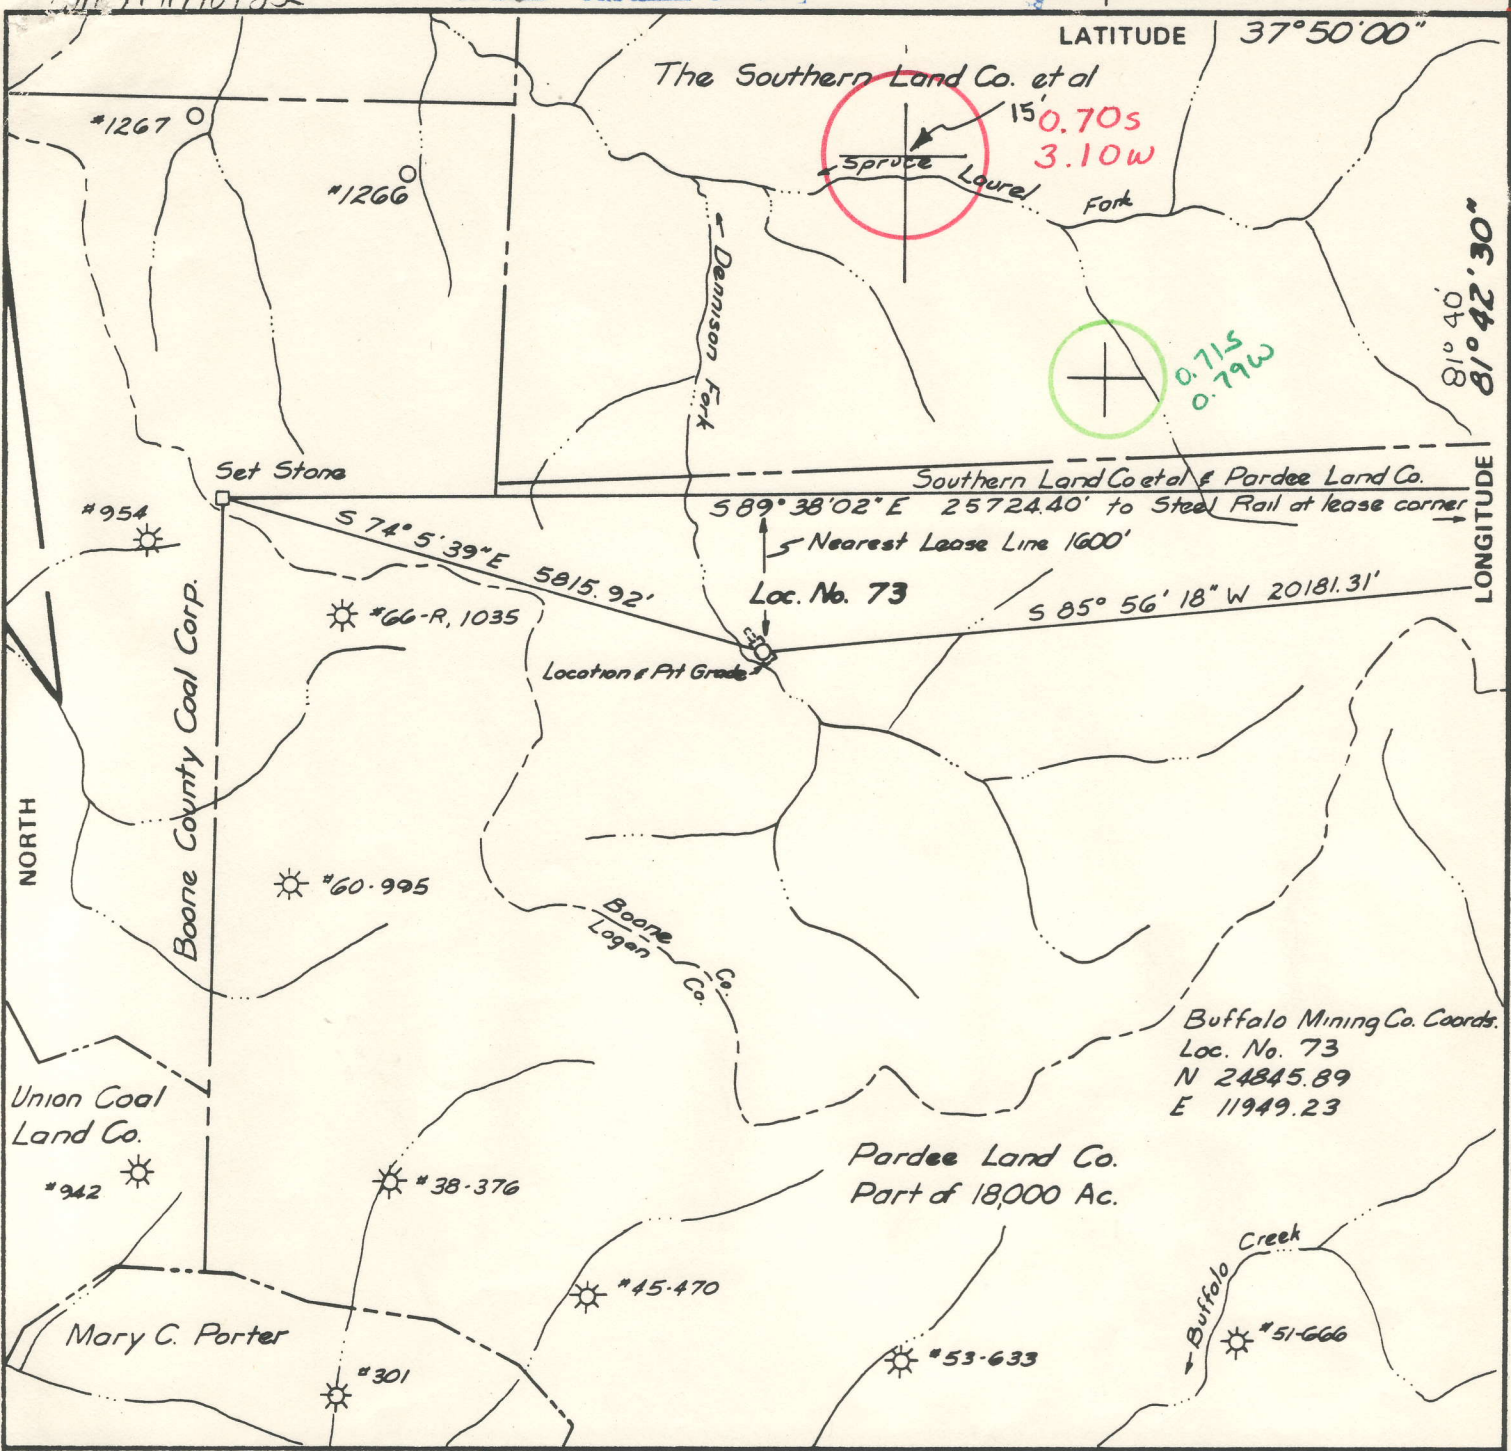 LATITUDE 37°50'00"
The Southern Land Co. et al
15' 0.70s
3.10w
#1267
#1266
Spruce Laurel Fork
← Dennison Fork
81°40'
81°42'30"
LONGITUDE
0.71s
0.79w
Set Stone
Southern Land Co et al & Pardee Land Co.
S 89°38'02" E 25724.40' to Steel Rail at lease corner
#954
S 74° 5' 39" E 5815.92'
Nearest Lease Line 1600'
Loc. No. 73
S 85° 56' 18" W 20181.31'
#66-R, 1035
Location & Pit Grade
Boone County Coal Corp.
NORTH
#60-995
Boone Co.
Logan Co.
Buffalo Mining Co. Coords.
Loc. No. 73
N 24845.89
E 11949.23
Union Coal
Land Co.
#942
#38-376
Pardee Land Co.
Part of 18,000 Ac.
← Buffalo Creek
#45-470
Mary C. Porter
#301
#53-633
#51-666